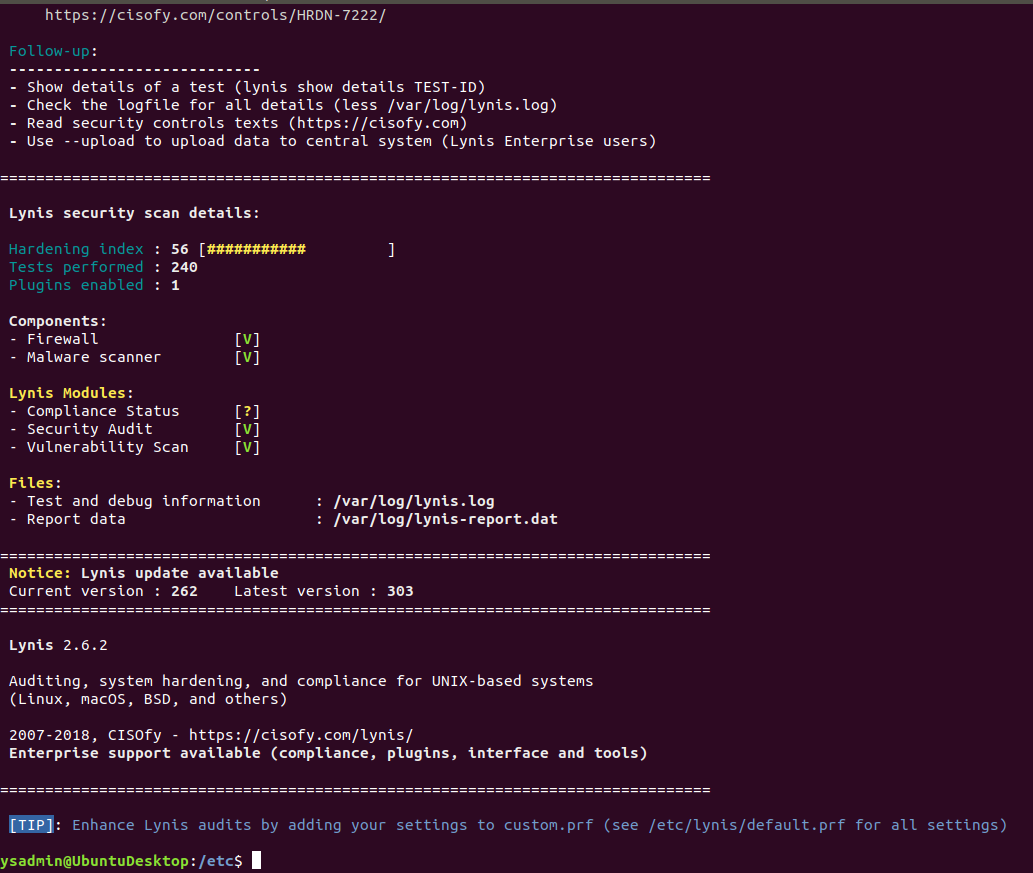 https://cisofy.com/controls/HRDN-7222/
Follow-up:
----------------------------
- Show details of a test (lynis show details TEST-ID)
- Check the logfile for all details (less /var/log/lynis.log)
- Read security controls texts (https://cisofy.com)
- Use --upload to upload data to central system (Lynis Enterprise users)
===============================================================================
Lynis security scan details:
Hardening index : 56 [###########         ]
Tests performed : 240
Plugins enabled : 1
Components:
- Firewall               [V]
- Malware scanner        [V]
Lynis Modules:
- Compliance Status      [?]
- Security Audit         [V]
- Vulnerability Scan     [V]
Files:
- Test and debug information      : /var/log/lynis.log
- Report data                     : /var/log/lynis-report.dat
===============================================================================
Notice: Lynis update available
Current version : 262    Latest version : 303
===============================================================================
Lynis 2.6.2
Auditing, system hardening, and compliance for UNIX-based systems
(Linux, macOS, BSD, and others)
2007-2018, CISOfy - https://cisofy.com/lynis/
Enterprise support available (compliance, plugins, interface and tools)
===============================================================================
[TIP]: Enhance Lynis audits by adding your settings to custom.prf (see /etc/lynis/default.prf for all settings)
ysadmin@UbuntuDesktop:/etc$